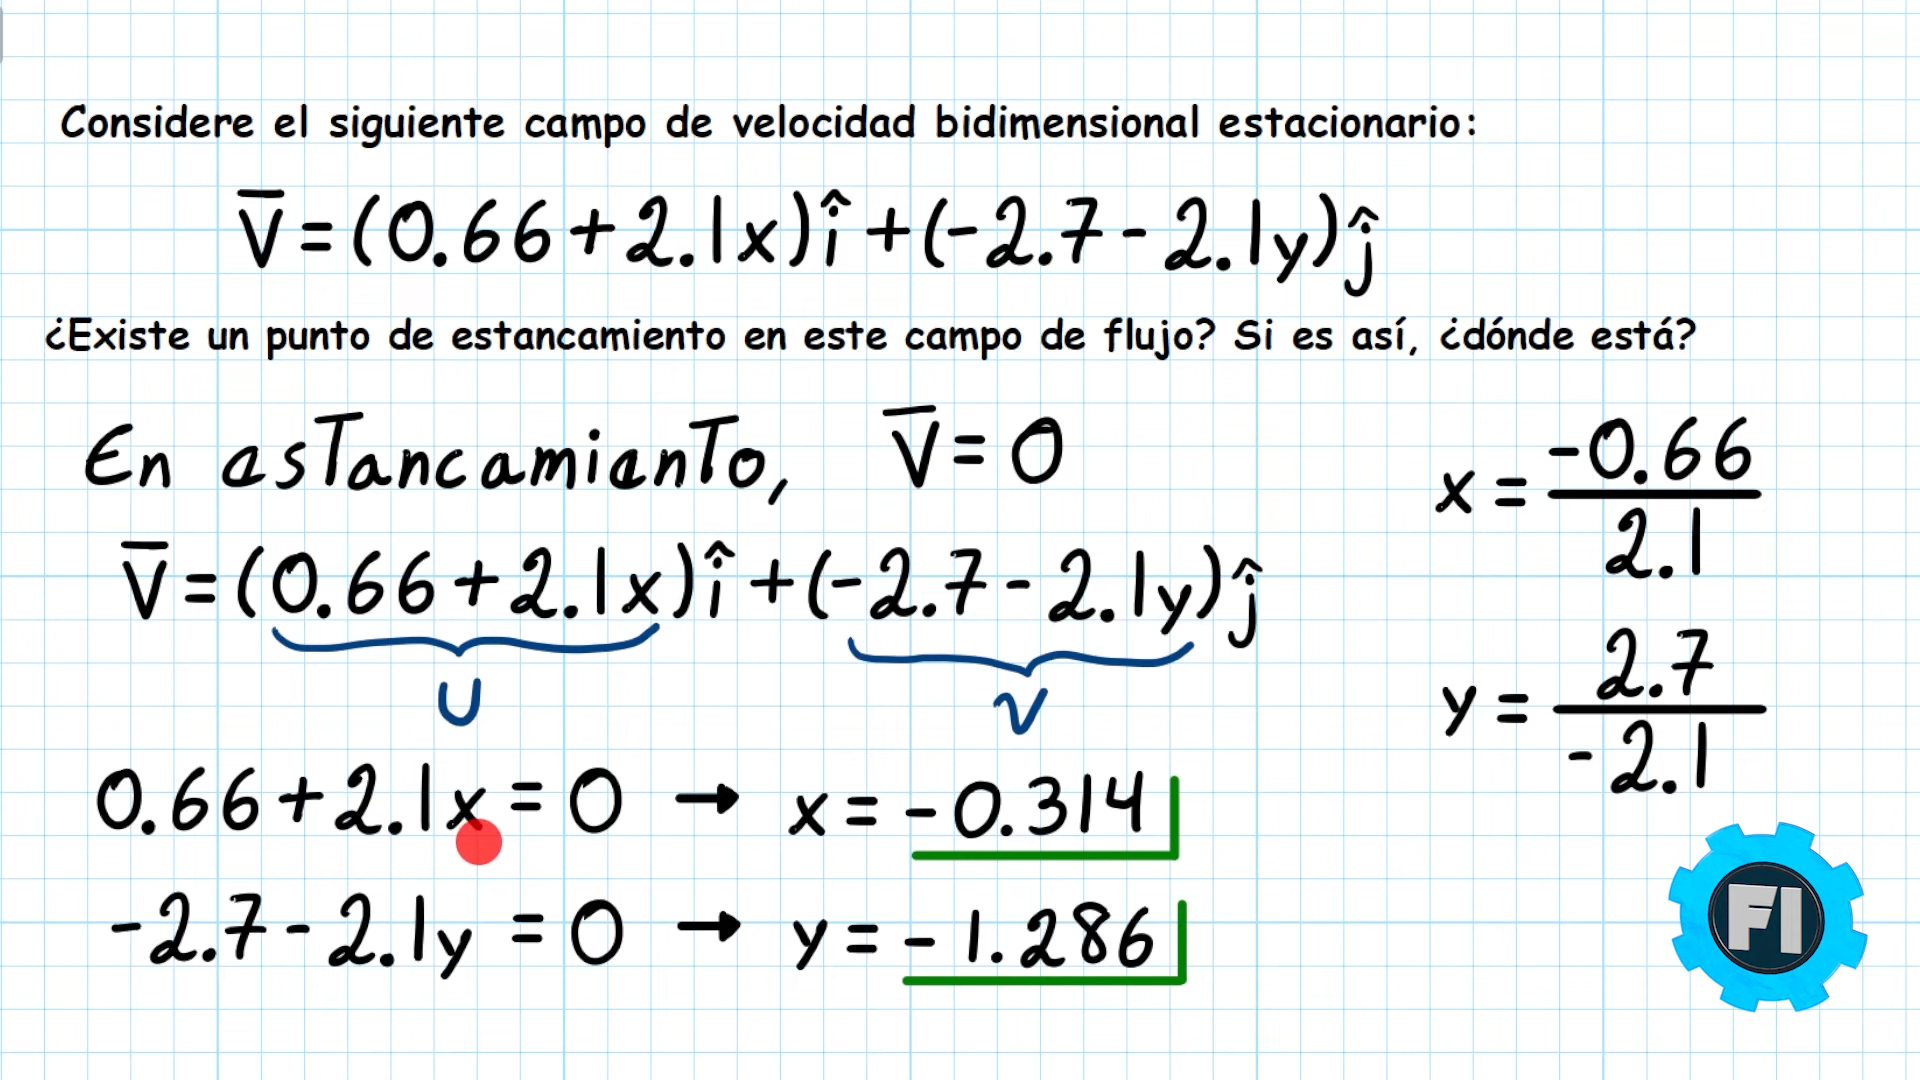 Considere el siguiente campo de velocidad bidimensional estacionario:
V̅ = (0.66 + 2.1x)î + (-2.7 - 2.1y)ĵ
¿Existe un punto de estancamiento en este campo de flujo? Si es así, ¿dónde está?
En estancamiento, V̅ = 0
V̅ = (0.66 + 2.1x)î + (-2.7 - 2.1y)ĵ
U V
0.66 + 2.1x = 0 → x = -0.314
-2.7 - 2.1y = 0 → y = -1.286
x = -0.66 / 2.1
y = 2.7 / -2.1
FI